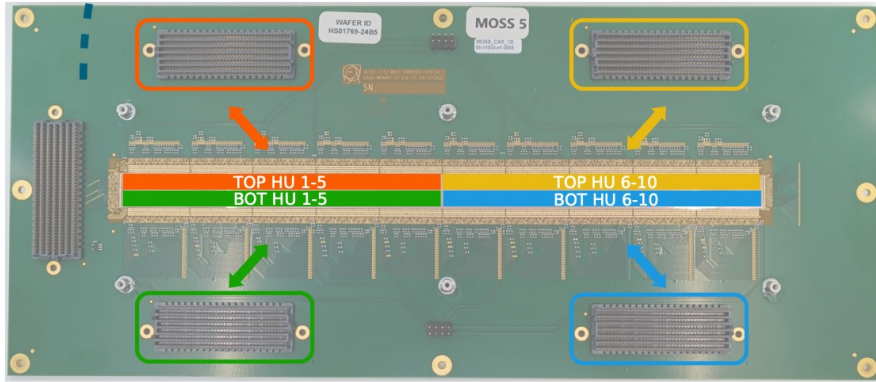 WAFER ID
HS01769-24B5
MOSS 5
MOSS_CAR_V2
SN:
TOP HU 1-5
TOP HU 6-10
BOT HU 1-5
BOT HU 6-10